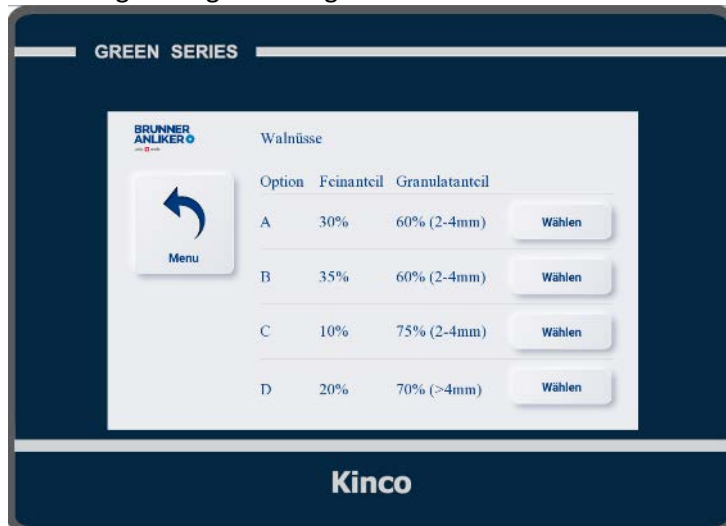 GREEN SERIES
BRUNNER
ANLIKER
Walnüsse
Option Feinanteil Granulatanteil
Menu
A 30% 60% (2-4mm) Wählen
B 35% 60% (2-4mm) Wählen
C 10% 75% (2-4mm) Wählen
D 20% 70% (>4mm) Wählen
Kinco